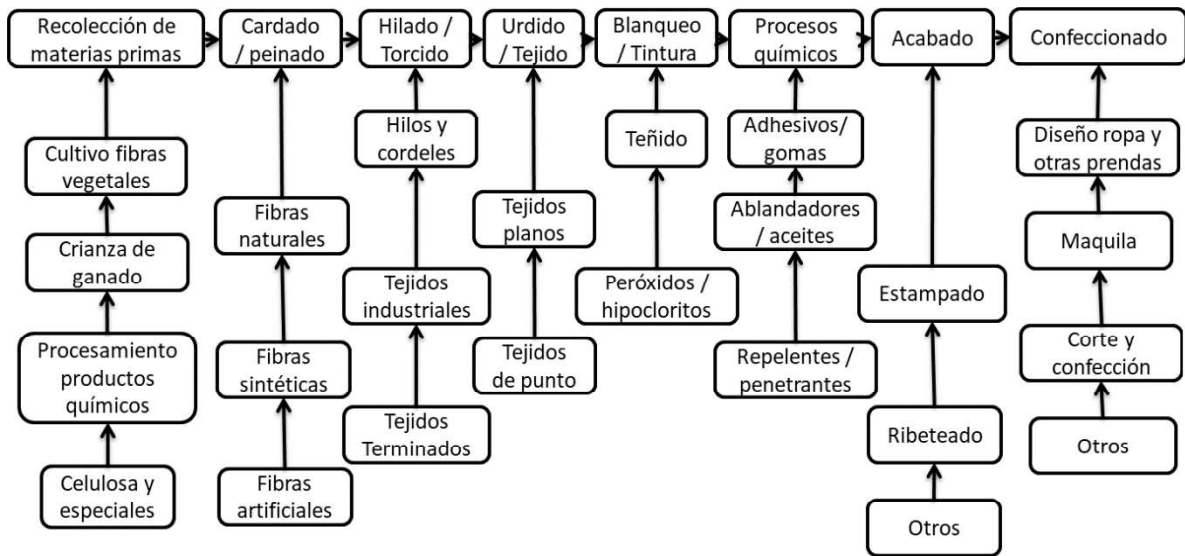 Recolección de
materias primas
Cardado
/ peinado
Hilado /
Torcido
Urdido
/ Tejido
Blanqueo
/ Tintura
Procesos
químicos
Acabado
Confeccionado
Cultivo fibras
vegetales
Crianza de
ganado
Procesamiento
productos
químicos
Celulosa y
especiales
Fibras
naturales
Fibras
sintéticas
Fibras
artificiales
Hilos y
cordeles
Tejidos
industriales
Tejidos
Terminados
Tejidos
planos
Tejidos
de punto
Teñido
Peróxidos /
hipocloritos
Adhesivos/
gomas
Ablandadores
/ aceites
Repelentes /
penetrantes
Estampado
Ribeteado
Otros
Diseño ropa y
otras prendas
Maquila
Corte y
confección
Otros